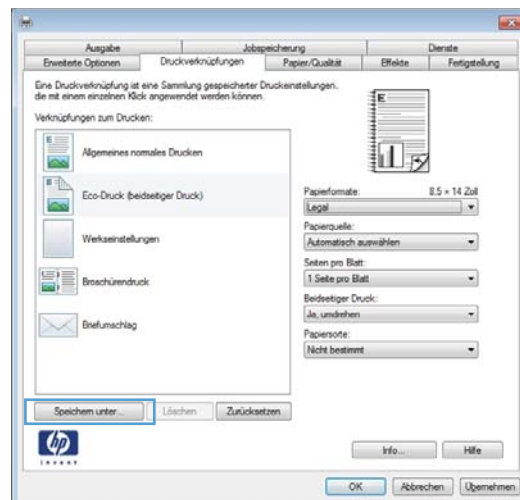 Ausgabe Jobspeicherung Dienste
Erweiterte Optionen Druckverknüpfungen Papier/Qualität Effekte Fertigstellung
Eine Druckverknüpfung ist eine Sammlung gespeicherter Druckeinstellungen,
die mit einem einzelnen Klick angewendet werden können.
Verknüpfungen zum Drucken:
Allgemeines normales Drucken
Eco-Druck (beidseitiger Druck)
Werkseinstellungen
Broschürendruck
Briefumschlag
Papierformate: 8.5 × 14 Zoll
Legal
Papierquelle:
Automatisch auswählen
Seiten pro Blatt:
1 Seite pro Blatt
Beidseitiger Druck:
Ja, umdrehen
Papiersorte:
Nicht bestimmt
Speichern unter... Löschen Zurücksetzen
hp
invent
Info... Hilfe
OK Abbrechen Übernehmen